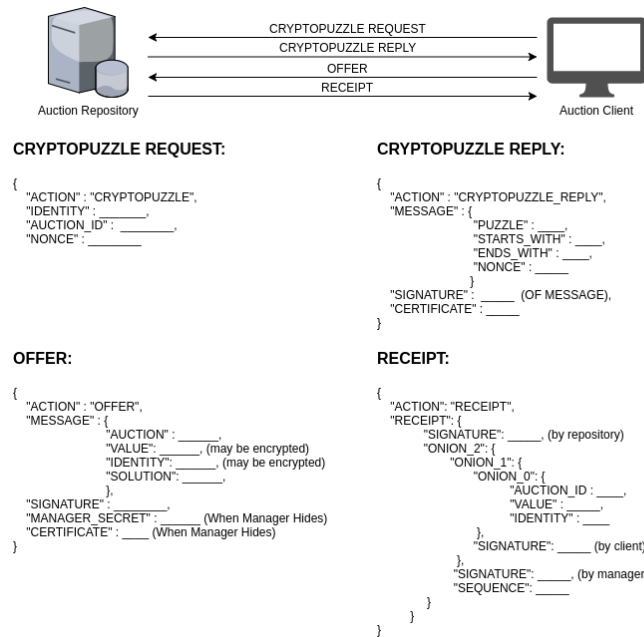 CRYPTOPUZZLE REQUEST
CRYPTOPUZZLE REPLY
OFFER
RECEIPT
Auction Repository
Auction Client
CRYPTOPUZZLE REQUEST:
{
"ACTION" : "CRYPTOPUZZLE",
"IDENTITY" : _______,
"AUCTION_ID" : ________,
"NONCE" : ________
CRYPTOPUZZLE REPLY:
{
"ACTION" : "CRYPTOPUZZLE_REPLY",
"MESSAGE" : {
"PUZZLE" : ____,
"STARTS_WITH" : ____,
"ENDS_WITH" : ____,
"NONCE" : _____
}
"SIGNATURE" : _____ (OF MESSAGE),
"CERTIFICATE" : _____
}
OFFER:
{
"ACTION" : "OFFER",
"MESSAGE" : {
"AUCTION" : ______,
"VALUE": ______, (may be encrypted)
"IDENTITY": ______, (may be encrypted)
"SOLUTION": ______,
},
"SIGNATURE" : ________,
"MANAGER_SECRET" : ______ (When Manager Hides)
"CERTIFICATE" : ____ (When Manager Hides)
}
RECEIPT:
{
"ACTION": "RECEIPT",
"RECEIPT": {
"SIGNATURE": _____, (by repository)
"ONION_2": {
"ONION_1": {
"ONION_0": {
"AUCTION_ID : ____,
"VALUE" : _____,
"IDENTITY" : ____
},
"SIGNATURE": _____ (by client)
},
"SIGNATURE": _____, (by manager
"SEQUENCE": _____
}
}
}